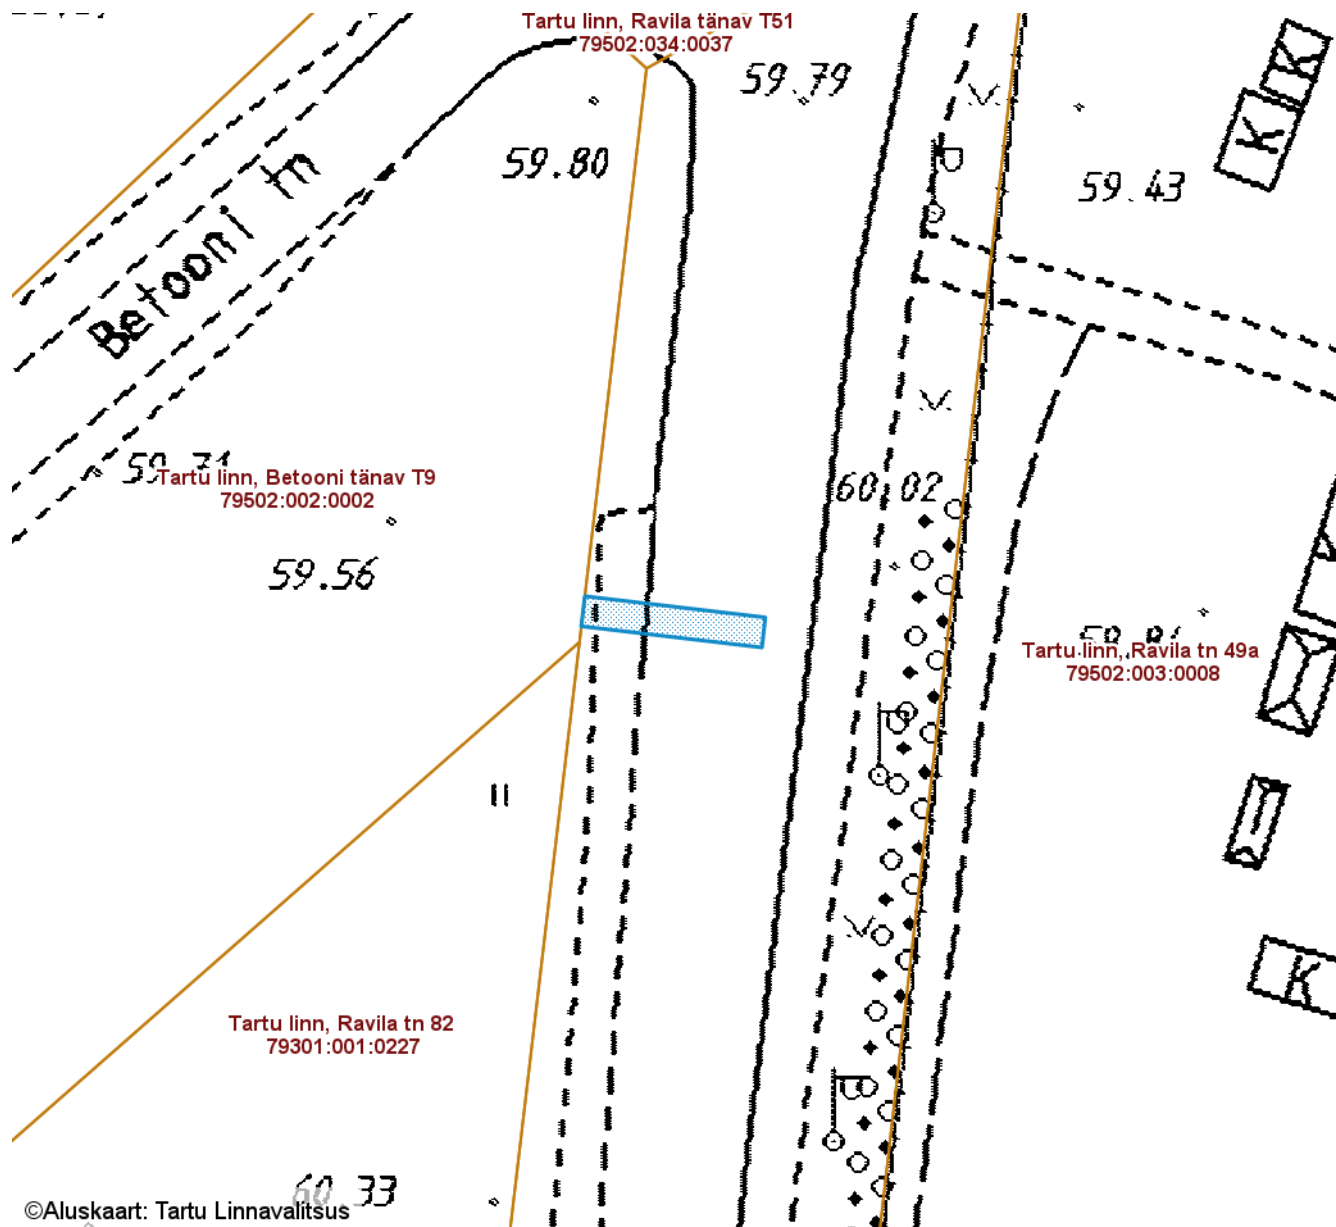 Tartu linn, Ravila tänav T51
79502:034:0037
59.79
59.80
59.43
K
K
Betooni tn
59.71
Tartu linn, Betooni tänav T9
79502:002:0002
60.02
59.56
Tartu linn, Ravila tn 49a
79502:003:0008
K
Tartu linn, Ravila tn 82
79301:001:0227
60.33
©Aluskaart: Tartu Linnavalitsus